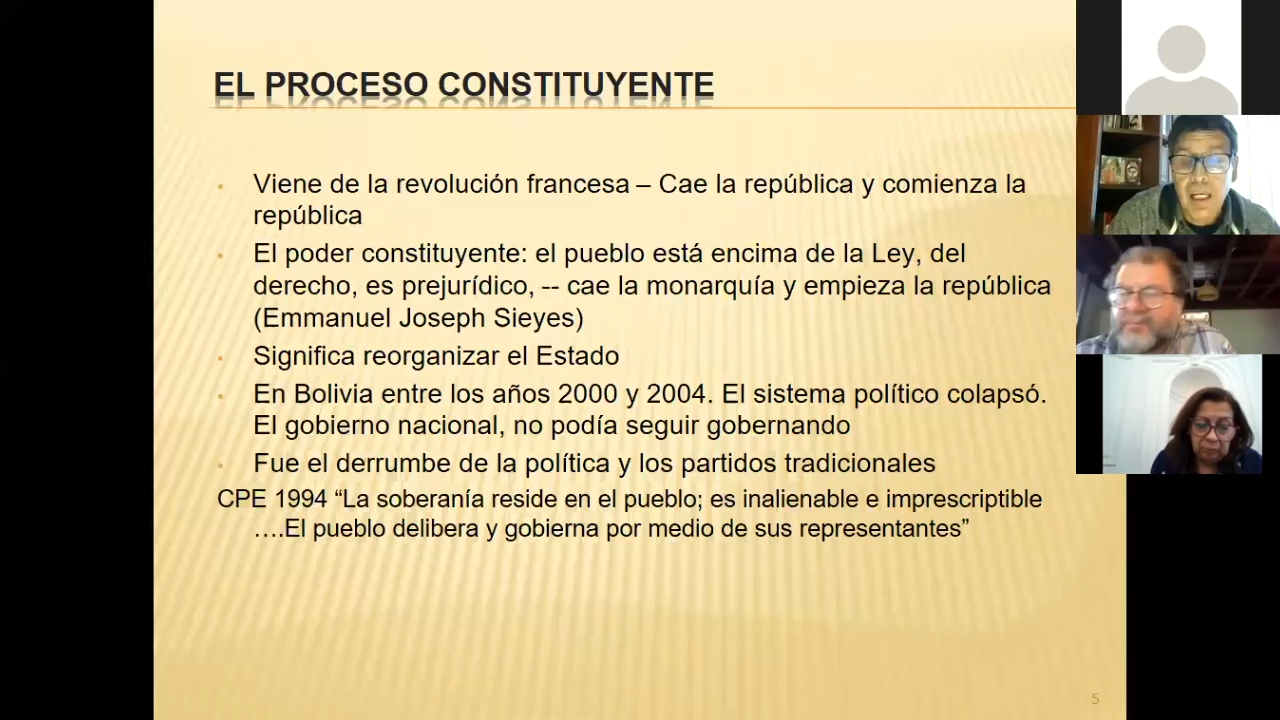 EL PROCESO CONSTITUYENTE
▪ Viene de la revolución francesa – Cae la república y comienza la
república
▪ El poder constituyente: el pueblo está encima de la Ley, del
derecho, es prejurídico, -- cae la monarquía y empieza la república
(Emmanuel Joseph Sieyes)
▪ Significa reorganizar el Estado
▪ En Bolivia entre los años 2000 y 2004. El sistema político colapsó.
El gobierno nacional, no podía seguir gobernando
▪ Fue el derrumbe de la política y los partidos tradicionales
CPE 1994 “La soberanía reside en el pueblo; es inalienable e imprescriptible
….El pueblo delibera y gobierna por medio de sus representantes”
5